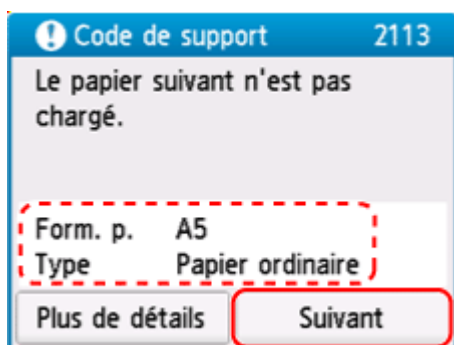 Code de support 2113
Le papier suivant n'est pas
chargé.
Form. p. A5
Type Papier ordinaire
Plus de détails Suivant